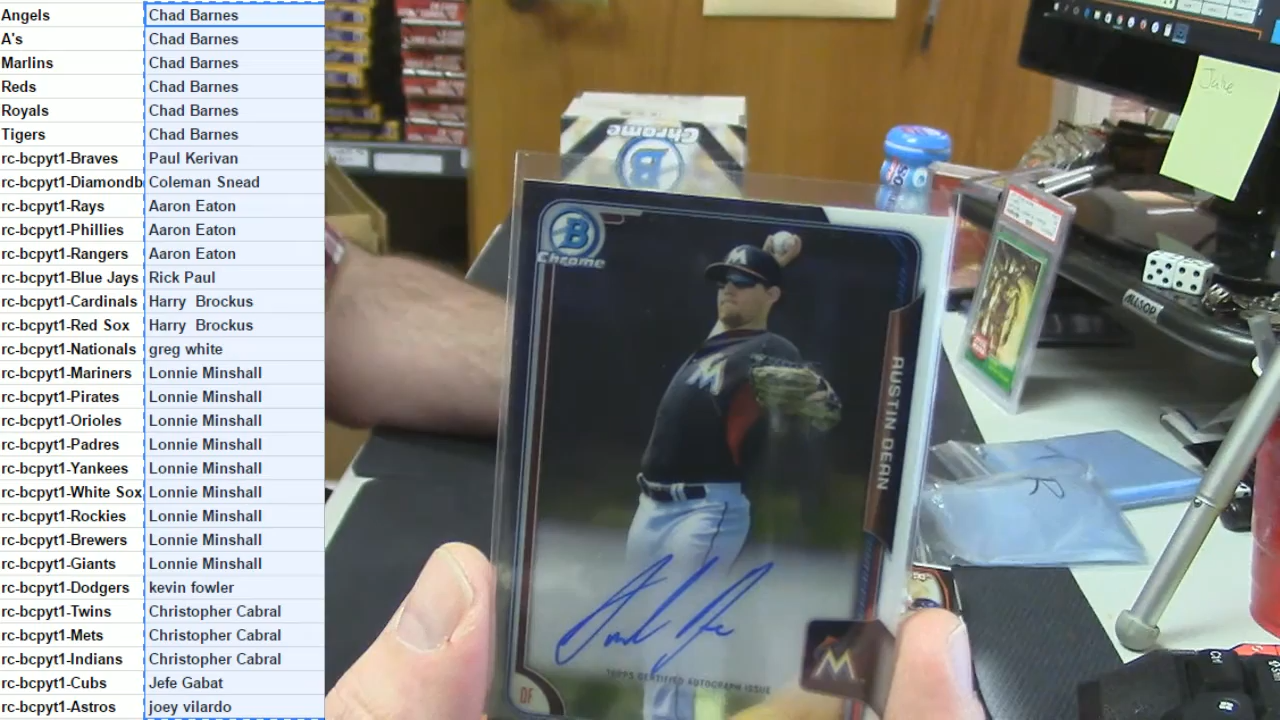 Angels Chad Barnes
A's Chad Barnes
Marlins Chad Barnes
Reds Chad Barnes
Royals Chad Barnes
Tigers Chad Barnes
rc-bcpyt1-Braves Paul Kerivan
rc-bcpyt1-Diamondb Coleman Snead
rc-bcpyt1-Rays Aaron Eaton
rc-bcpyt1-Phillies Aaron Eaton
rc-bcpyt1-Rangers Aaron Eaton
rc-bcpyt1-Blue Jays Rick Paul
rc-bcpyt1-Cardinals Harry  Brockus
rc-bcpyt1-Red Sox Harry  Brockus
rc-bcpyt1-Nationals greg white
rc-bcpyt1-Mariners Lonnie Minshall
rc-bcpyt1-Pirates Lonnie Minshall
rc-bcpyt1-Orioles Lonnie Minshall
rc-bcpyt1-Padres Lonnie Minshall
rc-bcpyt1-Yankees Lonnie Minshall
rc-bcpyt1-White Sox Lonnie Minshall
rc-bcpyt1-Rockies Lonnie Minshall
rc-bcpyt1-Brewers Lonnie Minshall
rc-bcpyt1-Giants Lonnie Minshall
rc-bcpyt1-Dodgers kevin fowler
rc-bcpyt1-Twins Christopher Cabral
rc-bcpyt1-Mets Christopher Cabral
rc-bcpyt1-Indians Christopher Cabral
rc-bcpyt1-Cubs Jefe Gabat
rc-bcpyt1-Astros joey vilardo
Chrome
B
B
Chrome
M
M
AUSTIN DEAN
TOPPS CERTIFIED AUTOGRAPH ISSUE
OF
M
Julie
ALLSOP
R
Ctrl